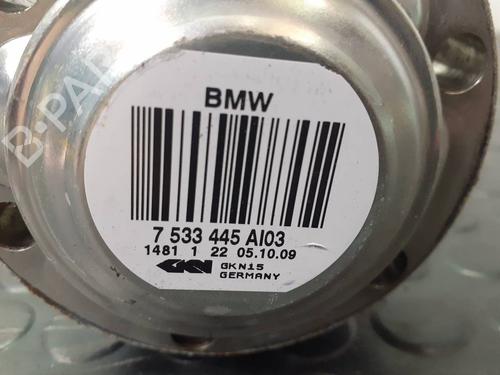 BMW
7 533 445 AI03
1481 1 22 05.10.09
GKN GKN15
GERMANY
B-PARTS